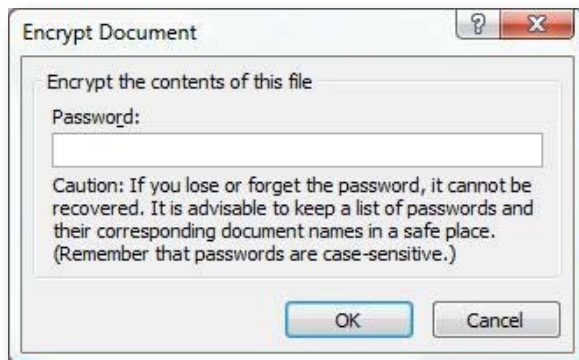 Encrypt Document
Encrypt the contents of this file
Password:
Caution: If you lose or forget the password, it cannot be
recovered. It is advisable to keep a list of passwords and
their corresponding document names in a safe place.
(Remember that passwords are case-sensitive.)
OK Cancel